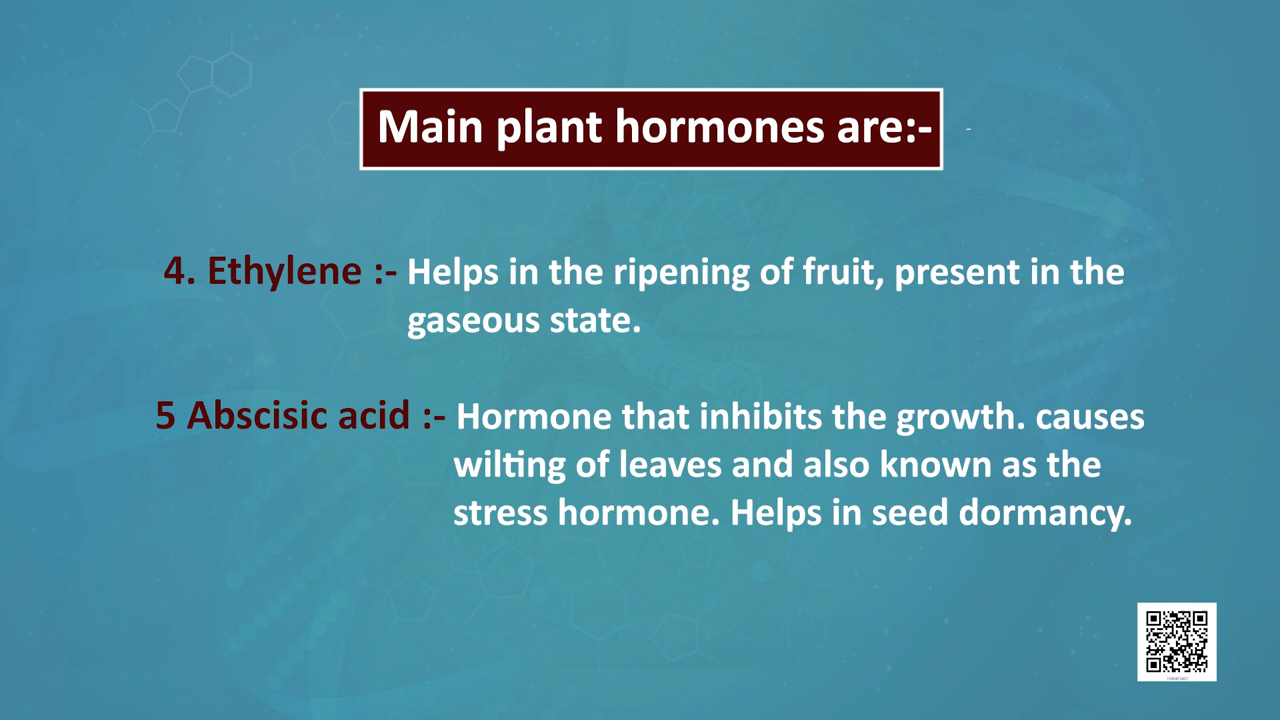 Main plant hormones are:-
4. Ethylene :- Helps in the ripening of fruit, present in the
gaseous state.
5 Abscisic acid :- Hormone that inhibits the growth. causes
wilting of leaves and also known as the
stress hormone. Helps in seed dormancy.